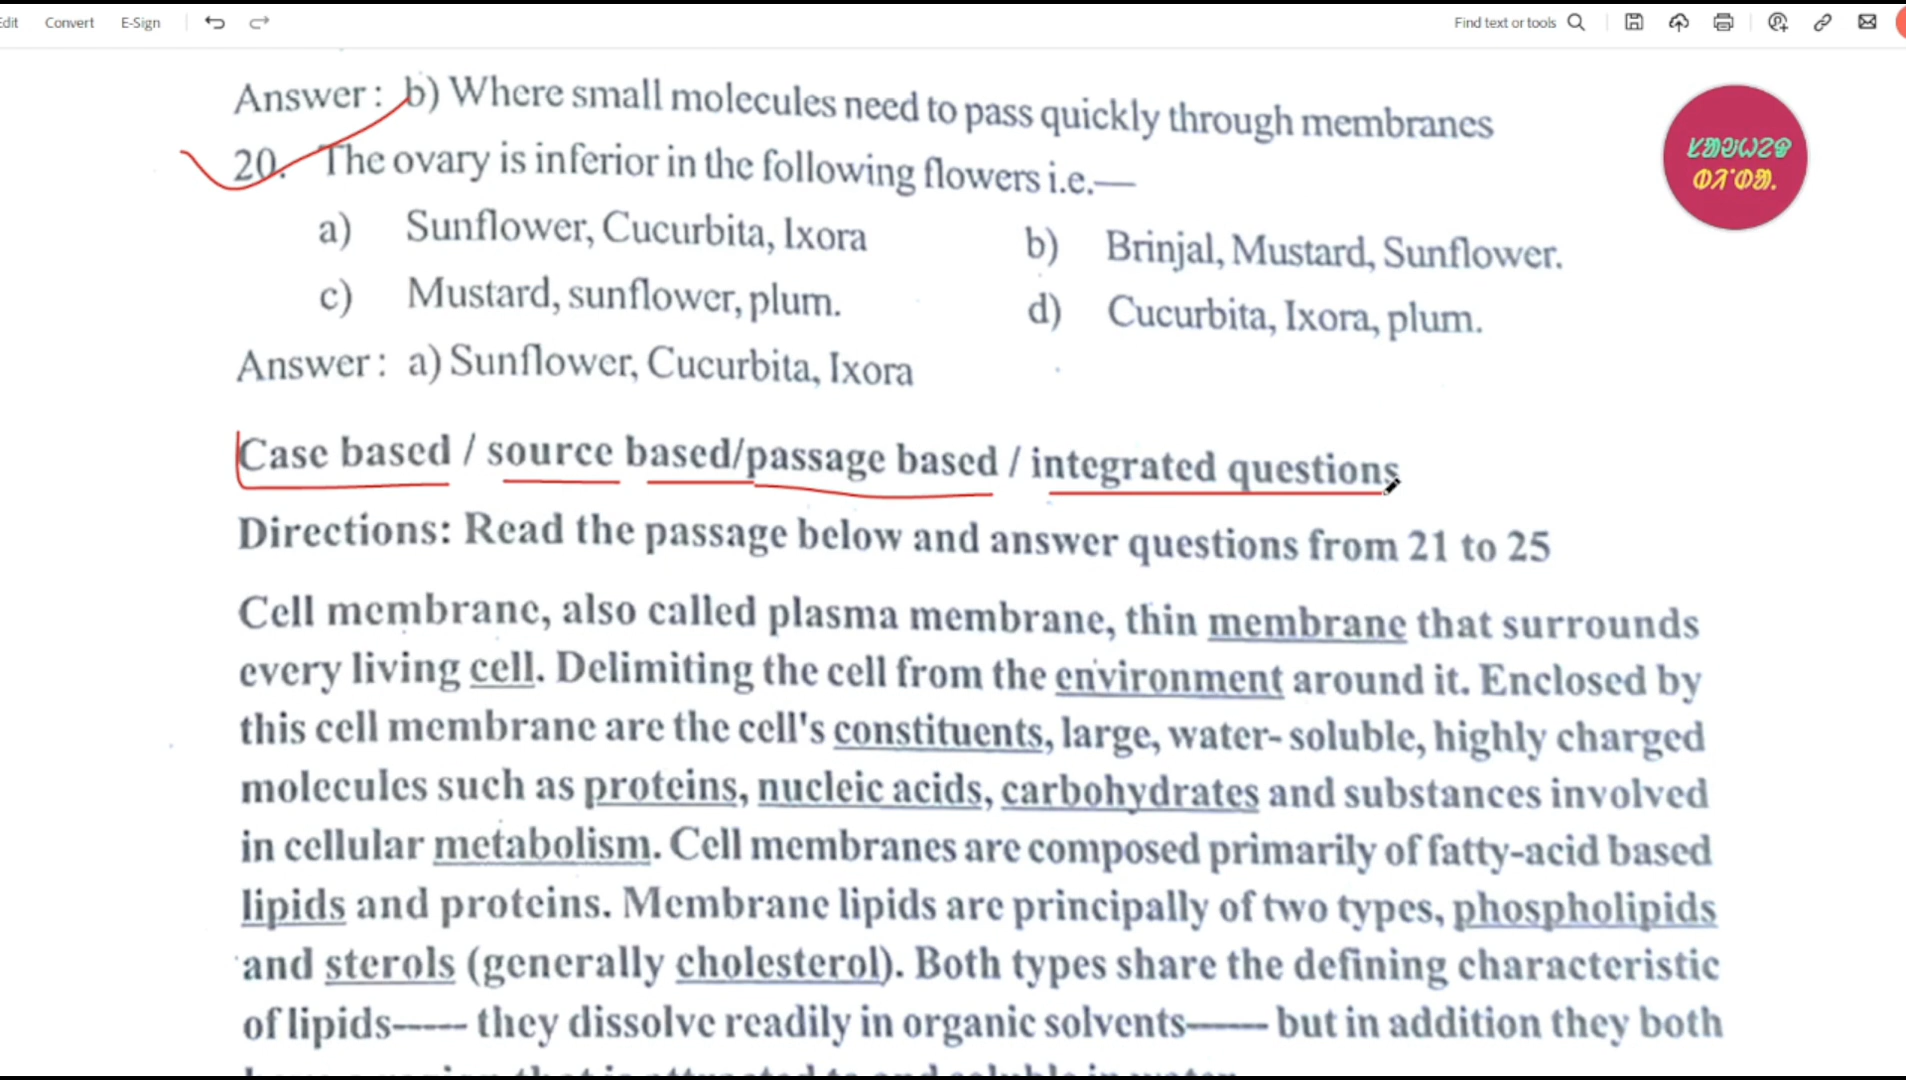 Edit Convert E-Sign Find text or tools
Answer : b) Where small molecules need to pass quickly through membranes
20. The ovary is inferior in the following flowers i.e.—
a) Sunflower, Cucurbita, Ixora b) Brinjal, Mustard, Sunflower.
c) Mustard, sunflower, plum. d) Cucurbita, Ixora, plum.
Answer : a) Sunflower, Cucurbita, Ixora
Case based / source based/passage based / integrated questions
Directions: Read the passage below and answer questions from 21 to 25
Cell membrane, also called plasma membrane, thin membrane that surrounds
every living cell. Delimiting the cell from the environment around it. Enclosed by
this cell membrane are the cell's constituents, large, water- soluble, highly charged
molecules such as proteins, nucleic acids, carbohydrates and substances involved
in cellular metabolism. Cell membranes are composed primarily of fatty-acid based
lipids and proteins. Membrane lipids are principally of two types, phospholipids
and sterols (generally cholesterol). Both types share the defining characteristic
of lipids—– they dissolve readily in organic solvents—– but in addition they both